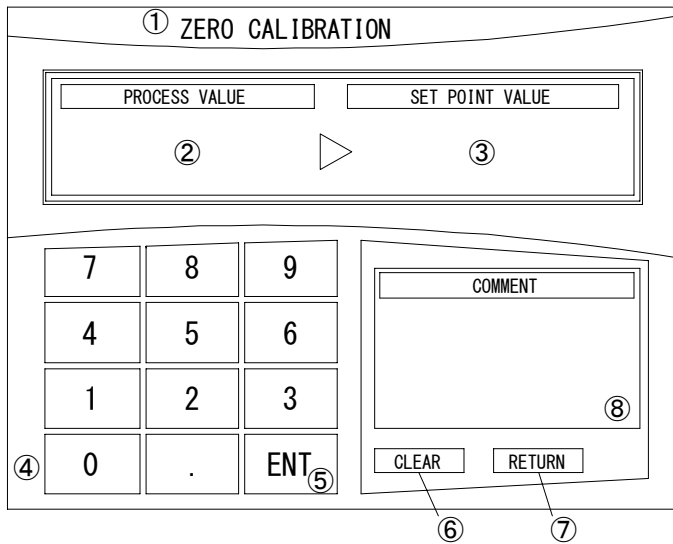 ① ZERO CALIBRATION
PROCESS VALUE
SET POINT VALUE
②
③
7 8 9
COMMENT
4 5 6
1 2 3
⑧
④ 0 . ENT ⑤
CLEAR
RETURN
⑥
⑦